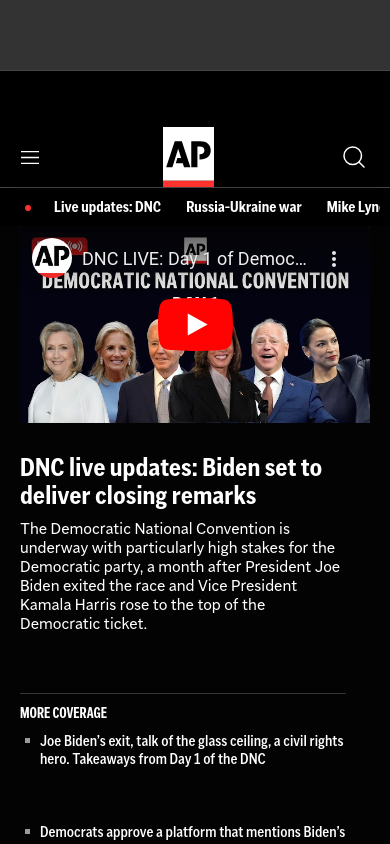 AP
Live updates: DNC Russia-Ukraine war Mike Lyn
AP DNC LIVE: Day 1 of Democ...
AP
DEMOCRATIC NATIONAL CONVENTION
DNC live updates: Biden set to
deliver closing remarks
The Democratic National Convention is
underway with particularly high stakes for the
Democratic party, a month after President Joe
Biden exited the race and Vice President
Kamala Harris rose to the top of the
Democratic ticket.
MORE COVERAGE
Joe Biden's exit, talk of the glass ceiling, a civil rights
hero. Takeaways from Day 1 of the DNC
Democrats approve a platform that mentions Biden's